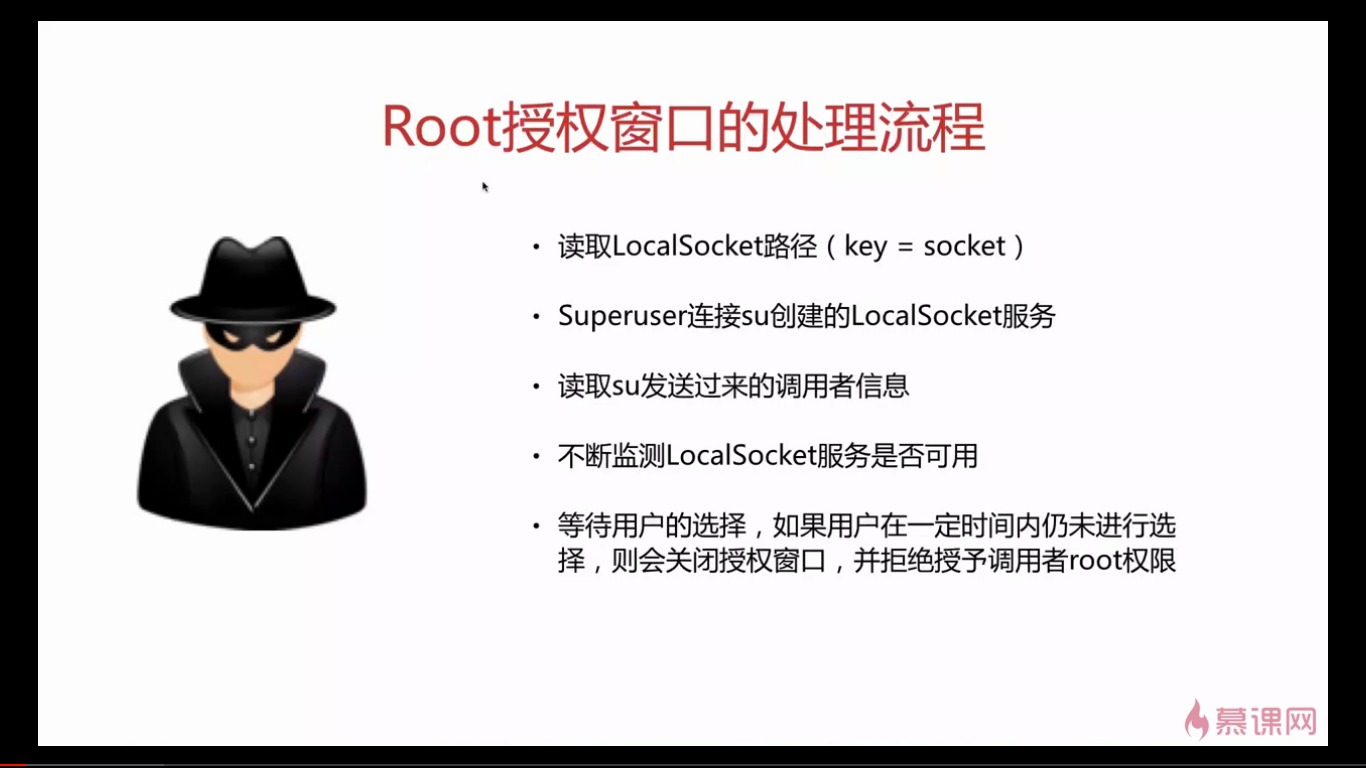 Root授权窗口的处理流程
• 读取LocalSocket路径（key = socket）
• Superuser连接su创建的LocalSocket服务
• 读取su发送过来的调用者信息
• 不断监测LocalSocket服务是否可用
• 等待用户的选择，如果用户在一定时间内仍未进行选
择，则会关闭授权窗口，并拒绝授予调用者root权限
慕课网